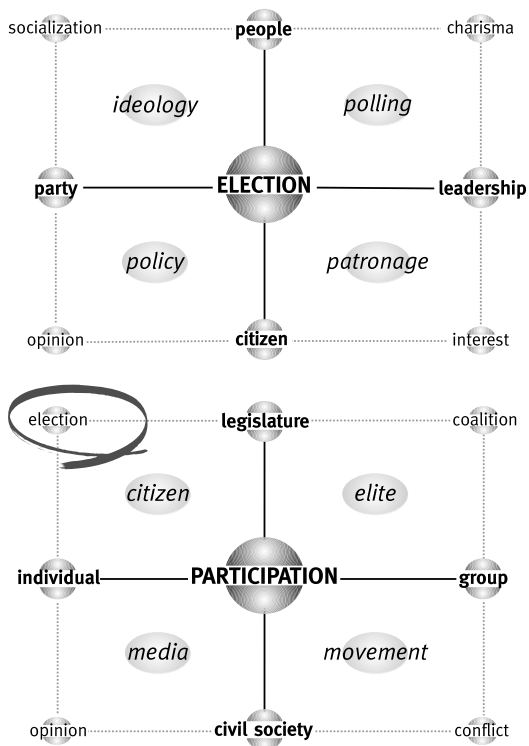 socialization people charisma
ideology polling
party ELECTION leadership
policy patronage
opinion citizen interest
election legislature coalition
citizen elite
individual PARTICIPATION group
media movement
opinion civil society conflict